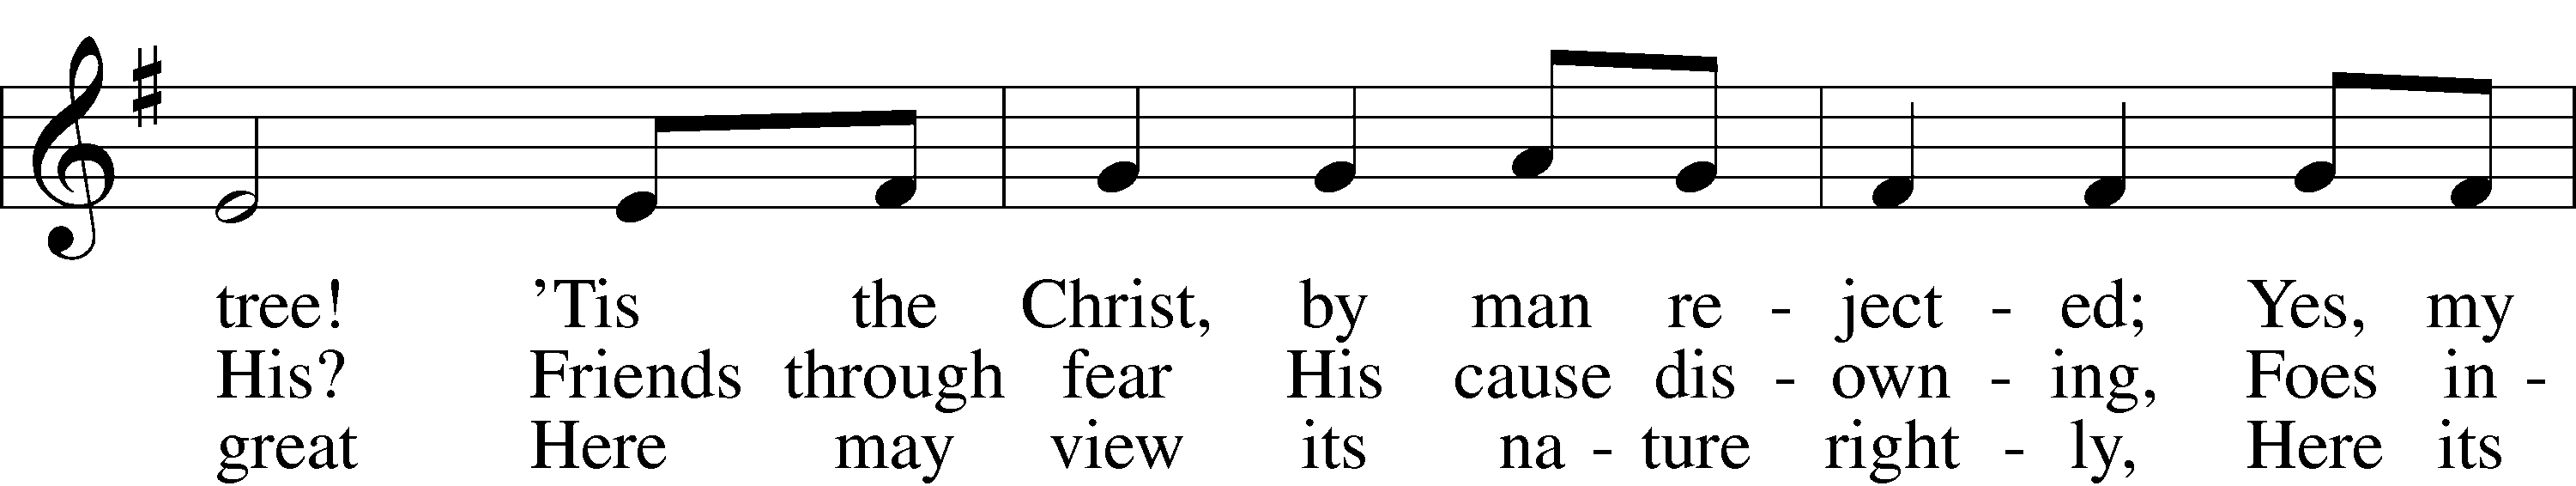 tree! ’Tis the Christ, by man re - ject - ed; Yes, my
His? Friends through fear His cause dis - own - ing, Foes in -
great Here may view its na - ture right - ly, Here its